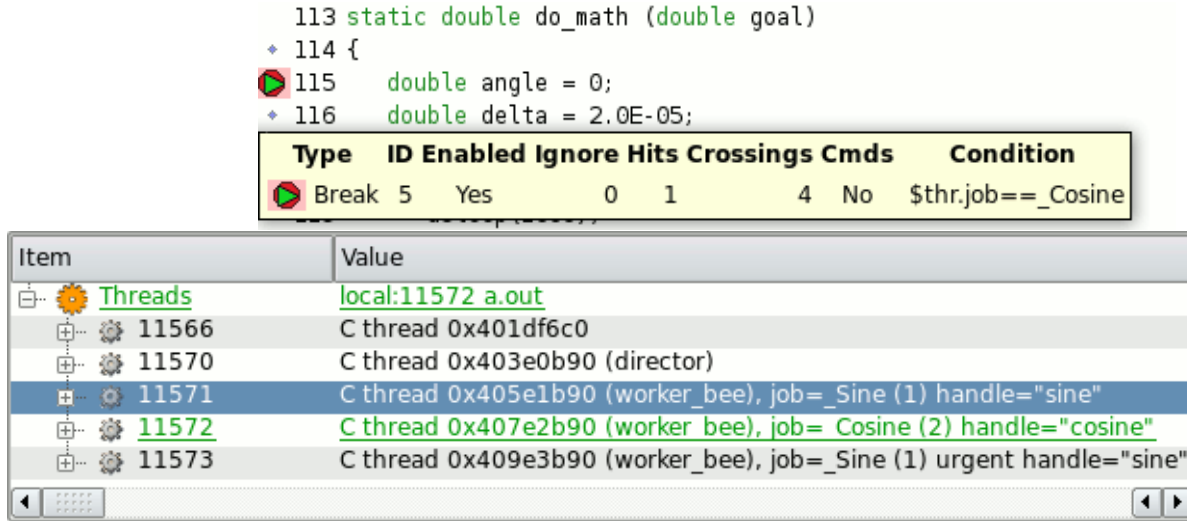 113 static double do_math (double goal)
114 {
115 double angle = 0;
116 double delta = 2.0E-05;
Type ID Enabled Ignore Hits Crossings Cmds Condition
Break 5 Yes 0 1 4 No $thr.job==_Cosine
Item Value
Threads local:11572 a.out
11566 C thread 0x401df6c0
11570 C thread 0x403e0b90 (director)
11571 C thread 0x405e1b90 (worker_bee), job=_Sine (1) handle="sine"
11572 C thread 0x407e2b90 (worker_bee), job=_Cosine (2) handle="cosine"
11573 C thread 0x409e3b90 (worker_bee), job=_Sine (1) urgent handle="sine"